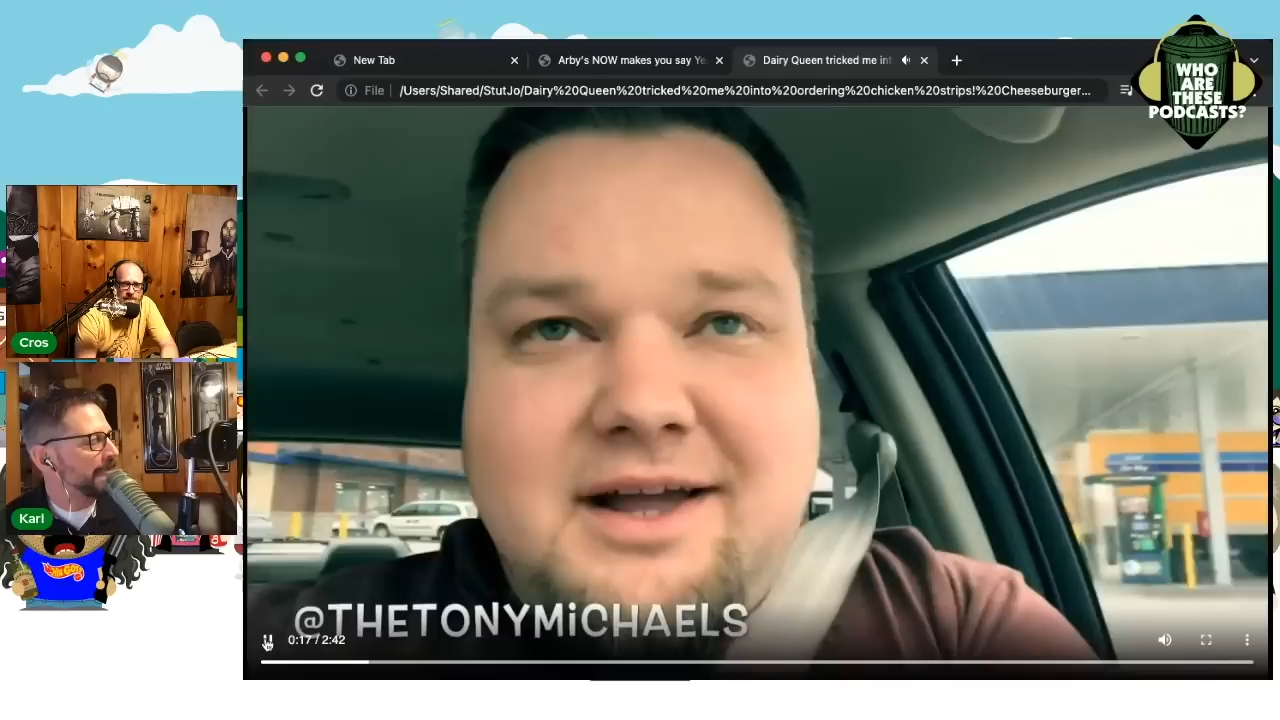 New Tab
Arby's NOW makes you say Ye
Dairy Queen tricked me int
File
/Users/Shared/StutJo/Dairy%20Queen%20tricked%20me%20into%20ordering%20chicken%20strips!%20Cheeseburger...
WHO
ARE
THESE
PODCASTS?
Cros
Karl
@THETONYMiCHAELS
0:17 / 2:42